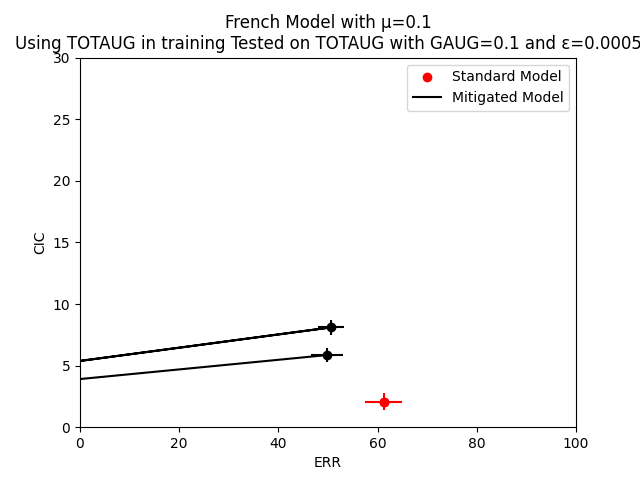 French Model with μ=0.1
Using TOTAUG in training Tested on TOTAUG with GAUG=0.1 and ε=0.0005
Standard Model
Mitigated Model
30
25
20
15
10
5
0
CIC
0 20 40 60 80 100
ERR